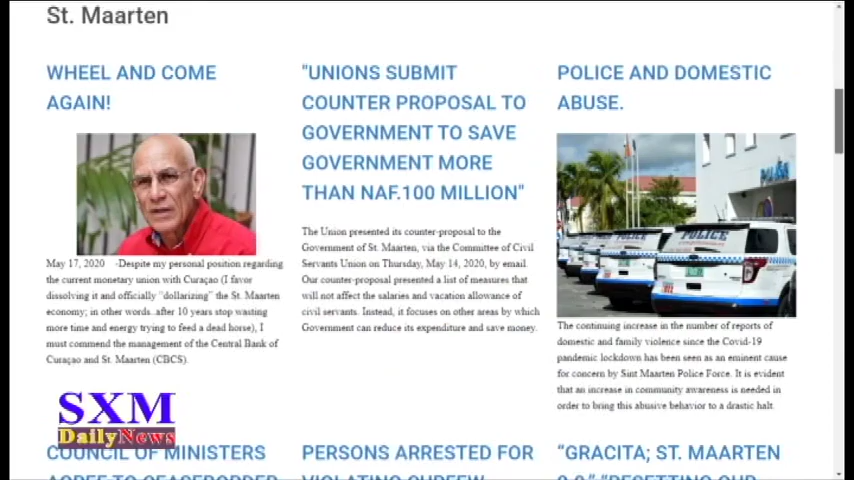 St. Maarten
WHEEL AND COME
AGAIN!
May 17, 2020 -Despite my personal position regarding
the current monetary union with Curaçao (I favor
dissolving it and officially "dollarizing" the St. Maarten
economy; in other words..after 10 years stop wasting
more time and energy trying to feed a dead horse), I
must commend the management of the Central Bank of
Curaçao and St. Maarten (CBCS).
"UNIONS SUBMIT
COUNTER PROPOSAL TO
GOVERNMENT TO SAVE
GOVERNMENT MORE
THAN NAF.100 MILLION"
The Union presented its counter-proposal to the
Government of St. Maarten, via the Committee of Civil
Servants Union on Thursday, May 14, 2020, by email.
Our counter-proposal presented a list of measures that
will not affect the salaries and vacation allowance of
civil servants. Instead, it focuses on other areas by which
Government can reduce its expenditure and save money.
POLICE AND DOMESTIC
ABUSE.
POLICE
POLICE
The continuing increase in the number of reports of
domestic and family violence since the Covid-19
pandemic lockdown has been seen as an eminent cause
for concern by Sint Maarten Police Force. It is evident
that an increase in community awareness is needed in
order to bring this abusive behavior to a drastic halt.
SXM
DailyNews
COUNCIL OF MINISTERS
AGREE TO CEASEBORDER
PERSONS ARRESTED FOR
VIOLATING CURFEW
"GRACITA; ST. MAARTEN
2.0." "RESETTING OUR